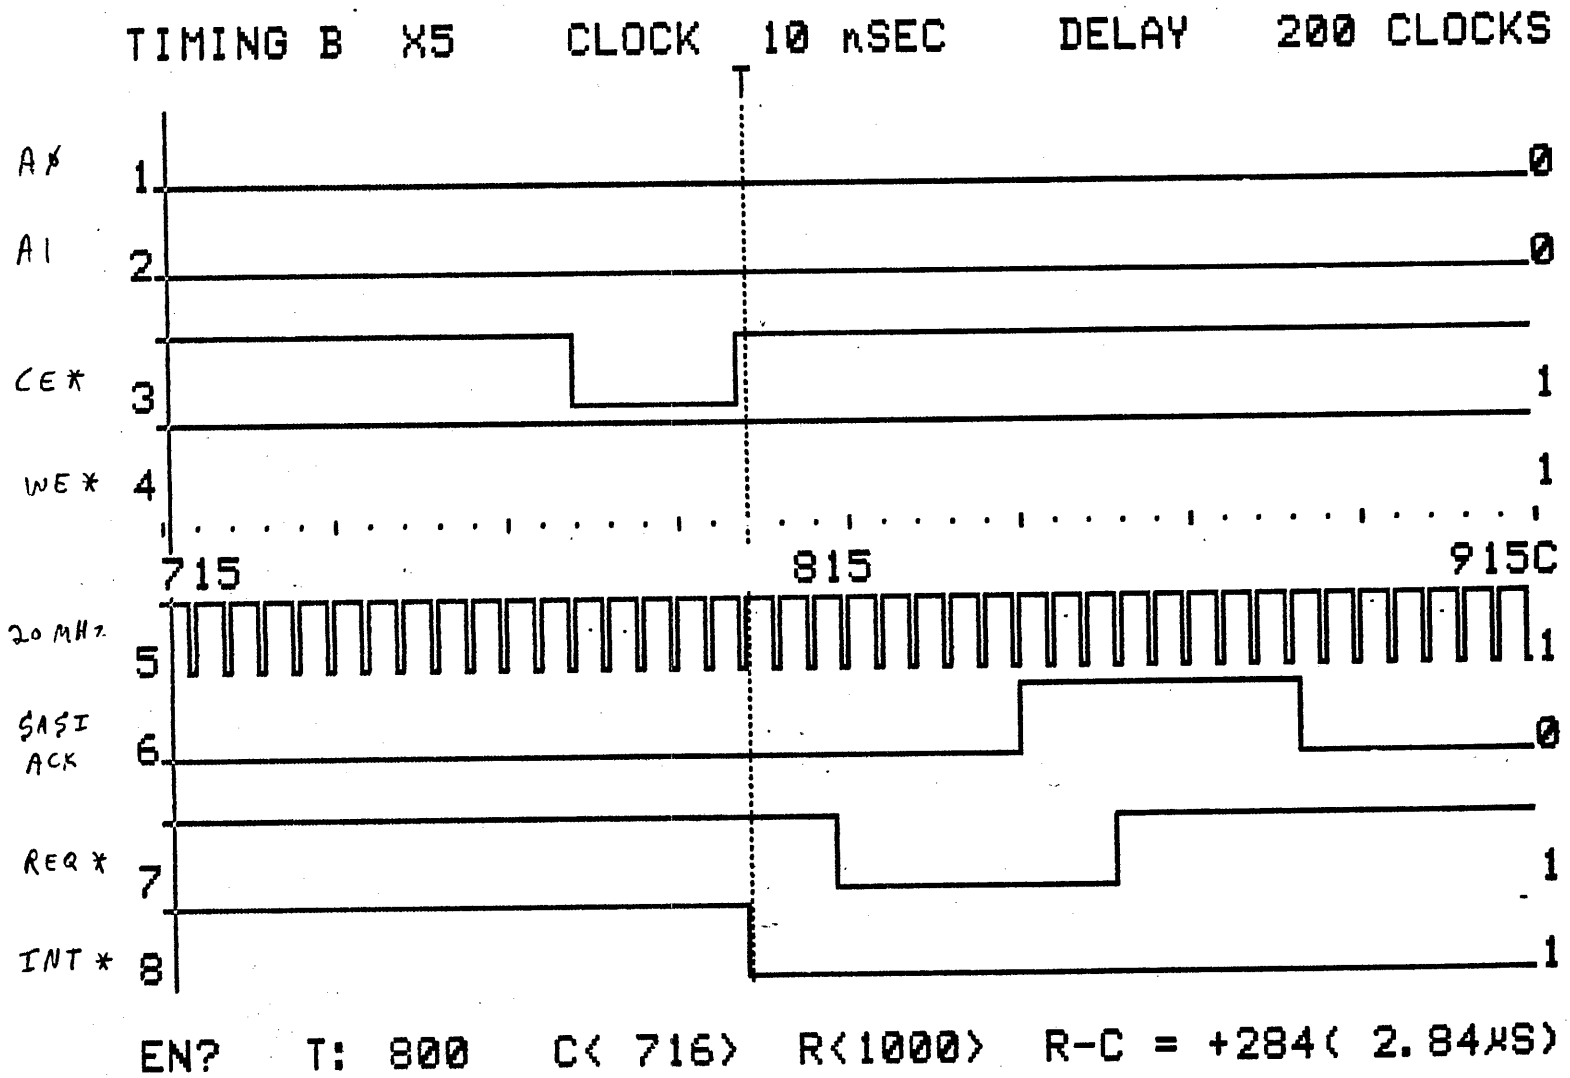 TIMING B X5 CLOCK 10 nSEC DELAY 200 CLOCKS
A0 1 0
A1 2 0
CE* 3 1
WE* 4 1
715 815 915C
20 MHz 5 1
SASI
ACK 6 0
REQ* 7 1
INT* 8 1
EN? T: 800 C< 716> R<1000> R-C = +284( 2.84µS)